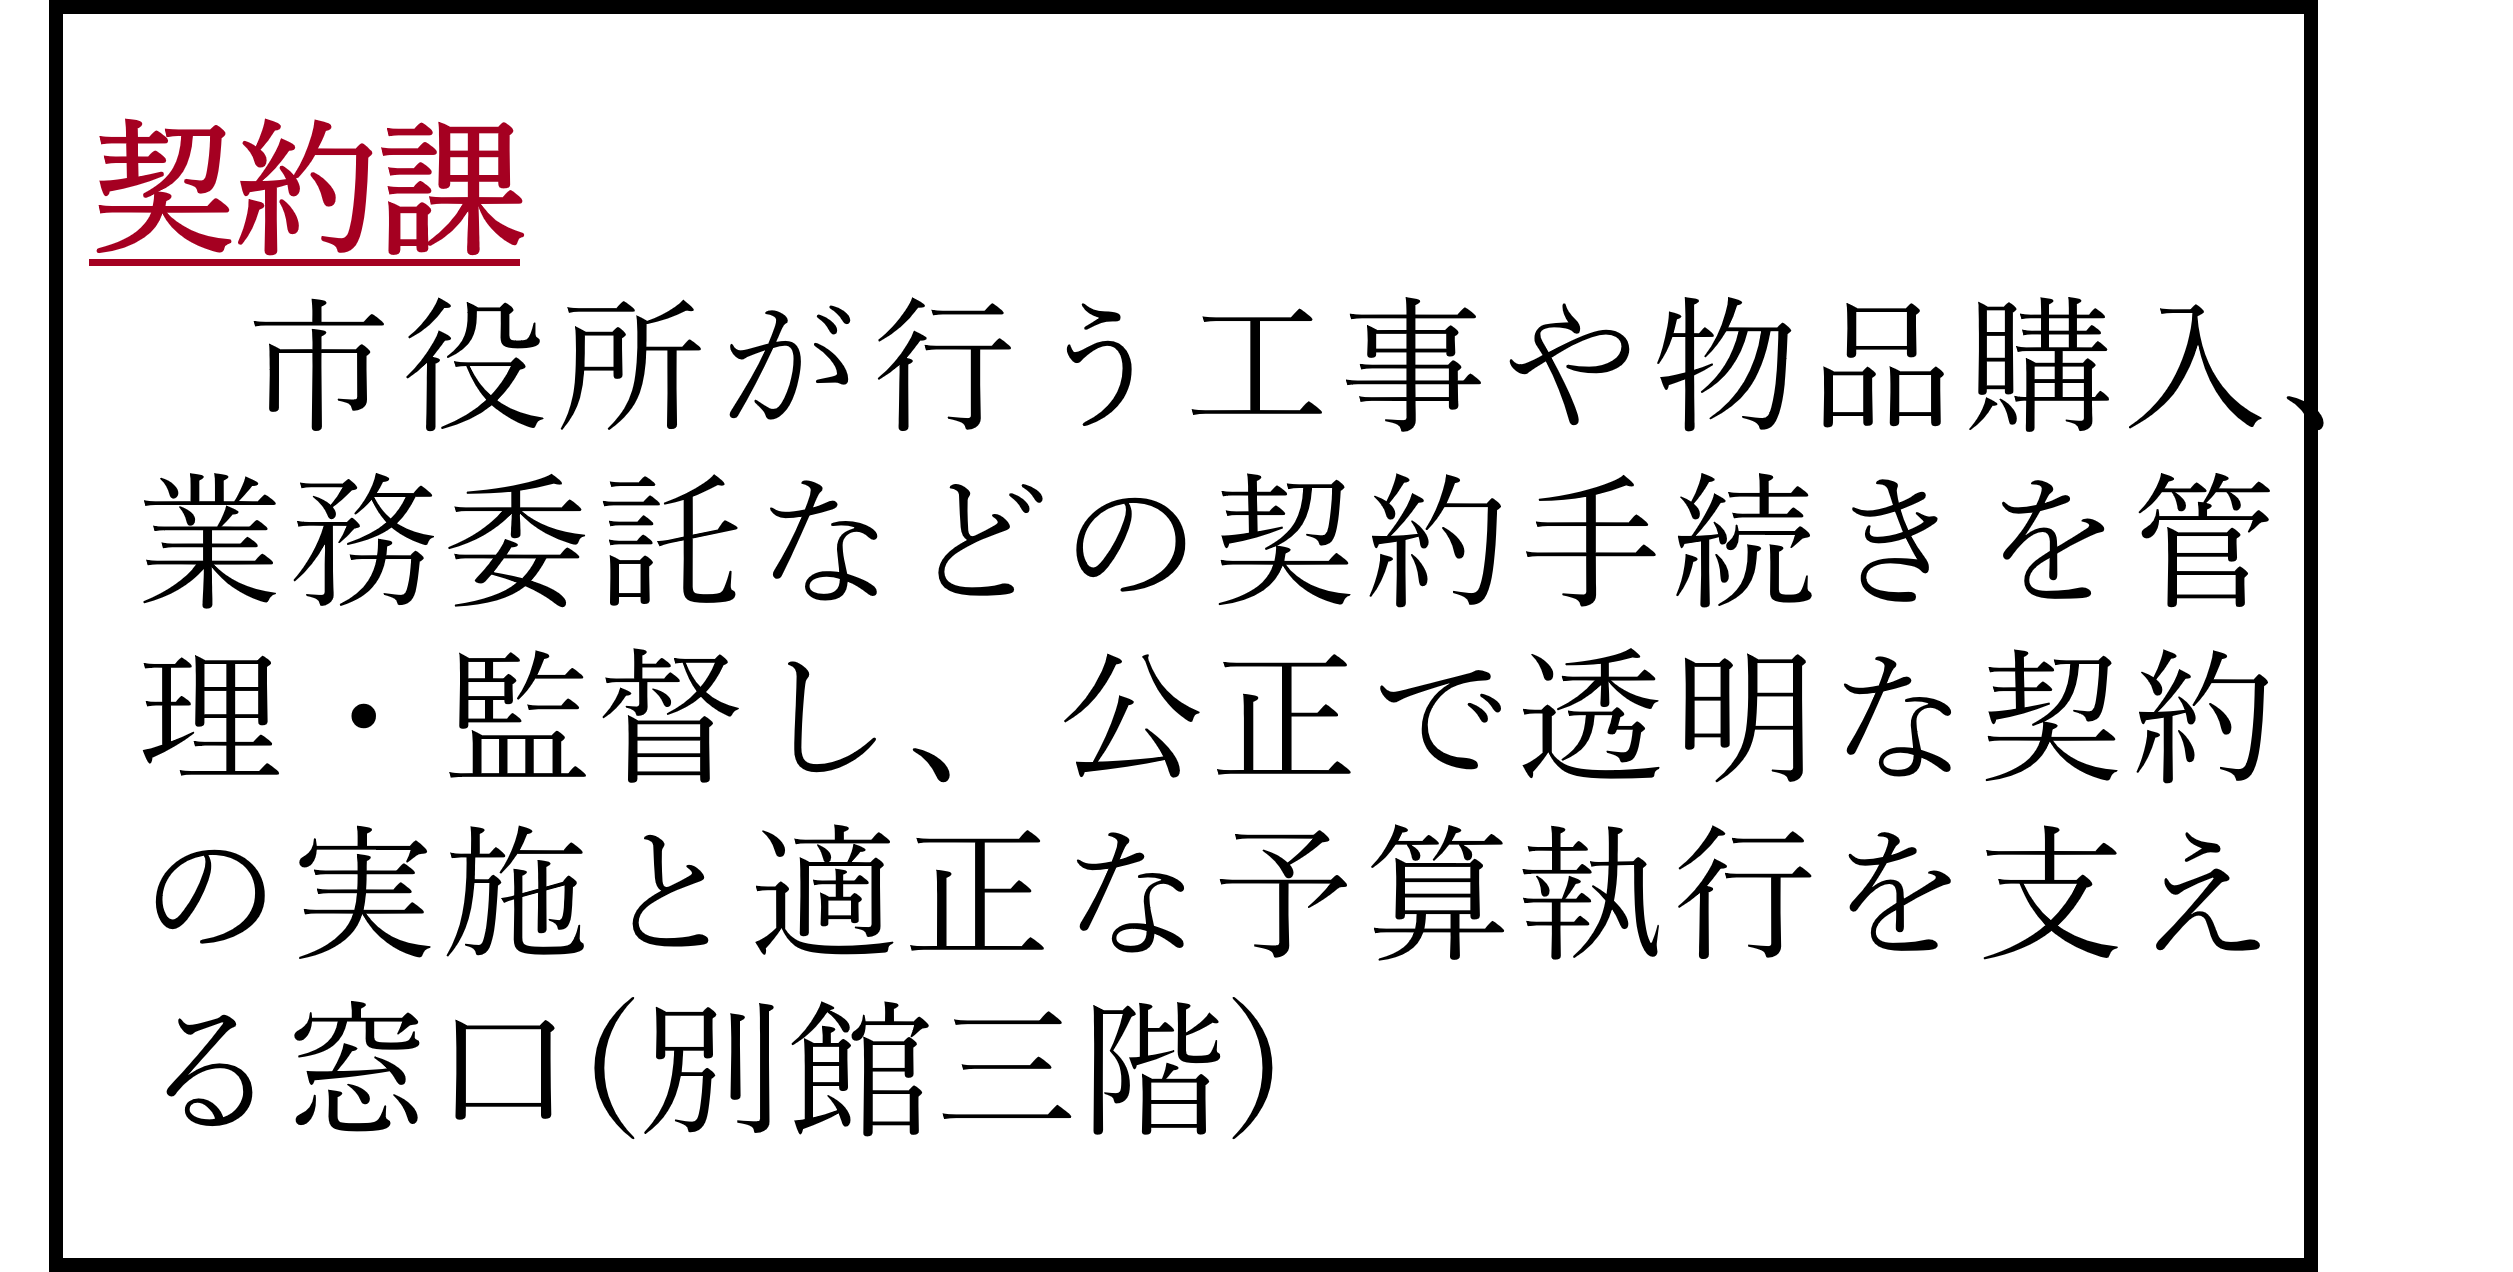 契約課
市役所が行う工事や物品購入、
業務委託などの契約手続きを管
理・監督し、公正で透明な契約
の実施と適正な予算執行を支え
る窓口(別館三階)